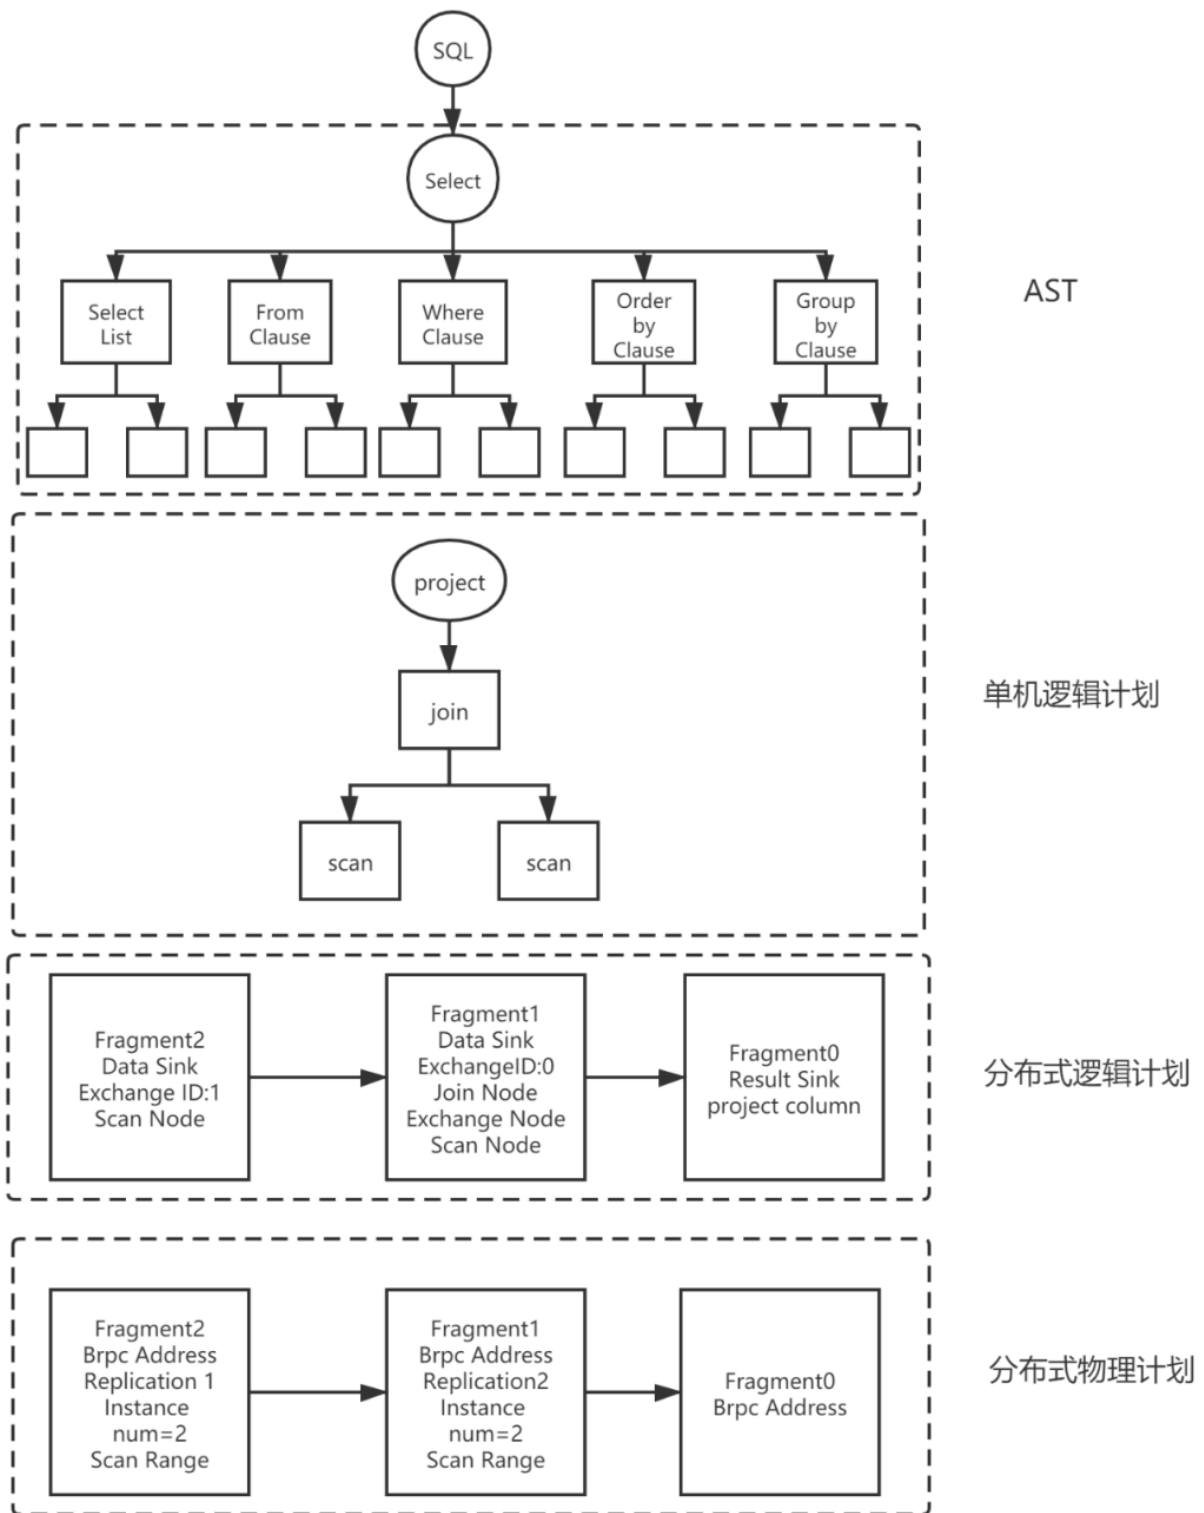 SQL
Select
Select
List
From
Clause
Where
Clause
Order
by
Clause
Group
by
Clause
AST
project
join
scan
scan
单机逻辑计划
Fragment2
Data Sink
Exchange ID:1
Scan Node
Fragment1
Data Sink
ExchangeID:0
Join Node
Exchange Node
Scan Node
Fragment0
Result Sink
project column
分布式逻辑计划
Fragment2
Brpc Address
Replication 1
Instance
num=2
Scan Range
Fragment1
Brpc Address
Replication2
Instance
num=2
Scan Range
Fragment0
Brpc Address
分布式物理计划